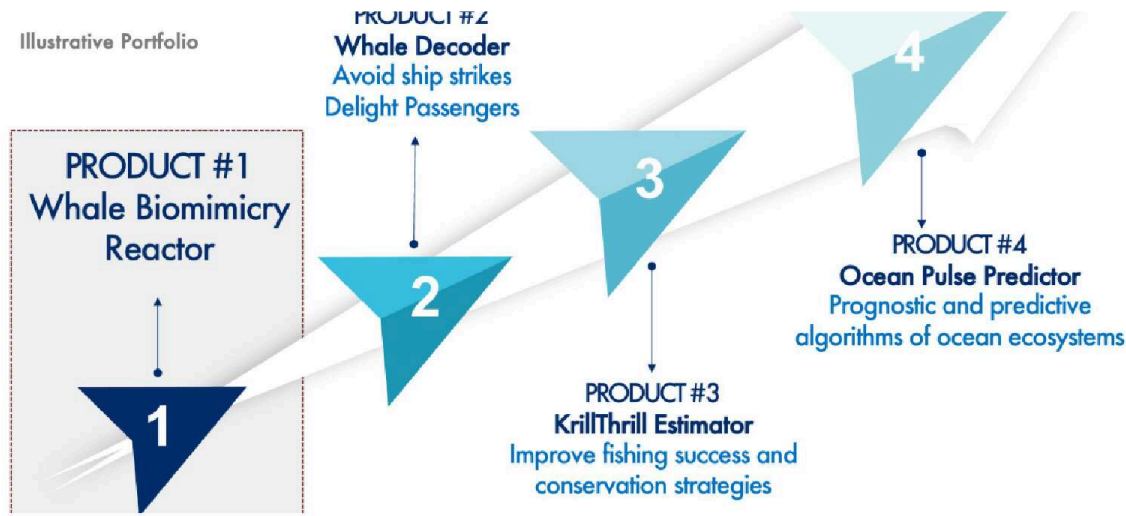 Illustrative Portfolio
PRODUCT #1
Whale Biomimicry
Reactor
1
PRODUCT #2
Whale Decoder
Avoid ship strikes
Delight Passengers
2
3
PRODUCT #3
KrillThrill Estimator
Improve fishing success and
conservation strategies
4
PRODUCT #4
Ocean Pulse Predictor
Prognostic and predictive
algorithms of ocean ecosystems